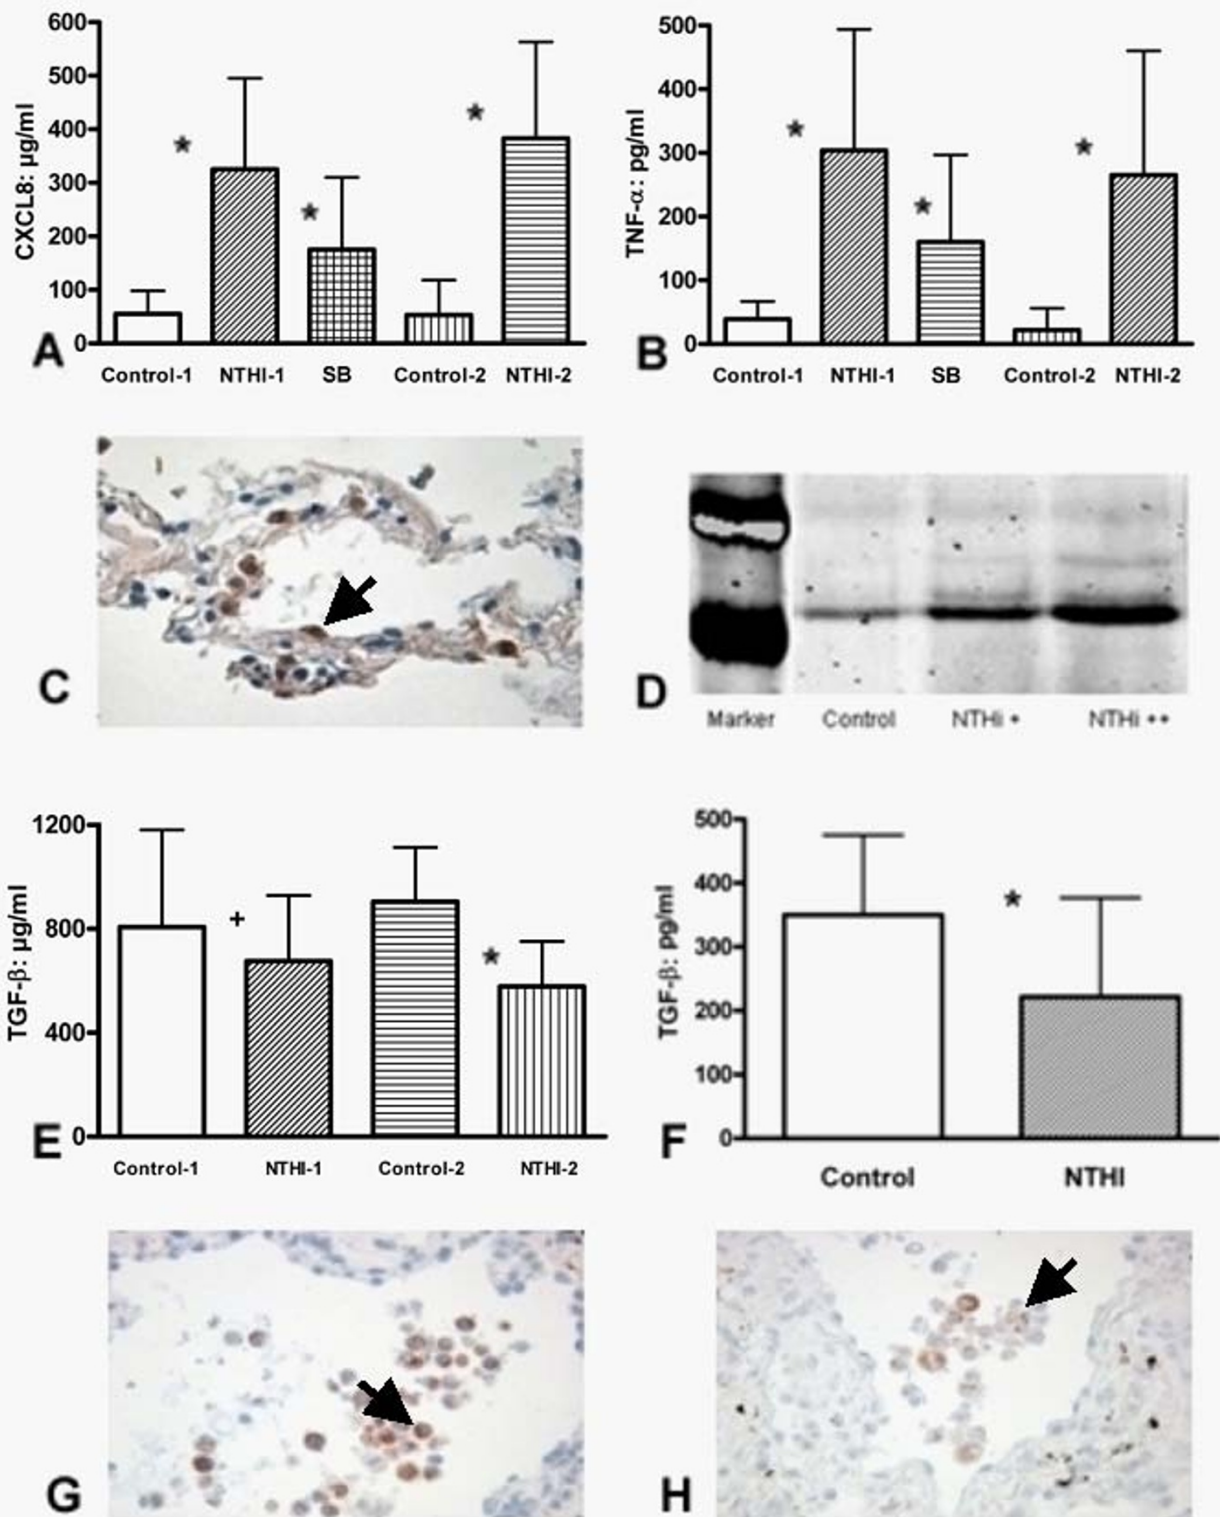 600
500
400
300
200
100
0
CXCL8: µg/ml
*
*
*
A
Control-1 NTHI-1 SB Control-2 NTHI-2
500
400
300
200
100
0
TNF-α: pg/ml
*
*
*
B
Control-1 NTHI-1 SB Control-2 NTHI-2
C
D
Marker Control NTHi + NTHi ++
1200
800
400
0
TGF-β: µg/ml
+
*
E
Control-1 NTHI-1 Control-2 NTHI-2
500
400
300
200
100
0
TGF-β: pg/ml
*
F
Control NTHI
G
H